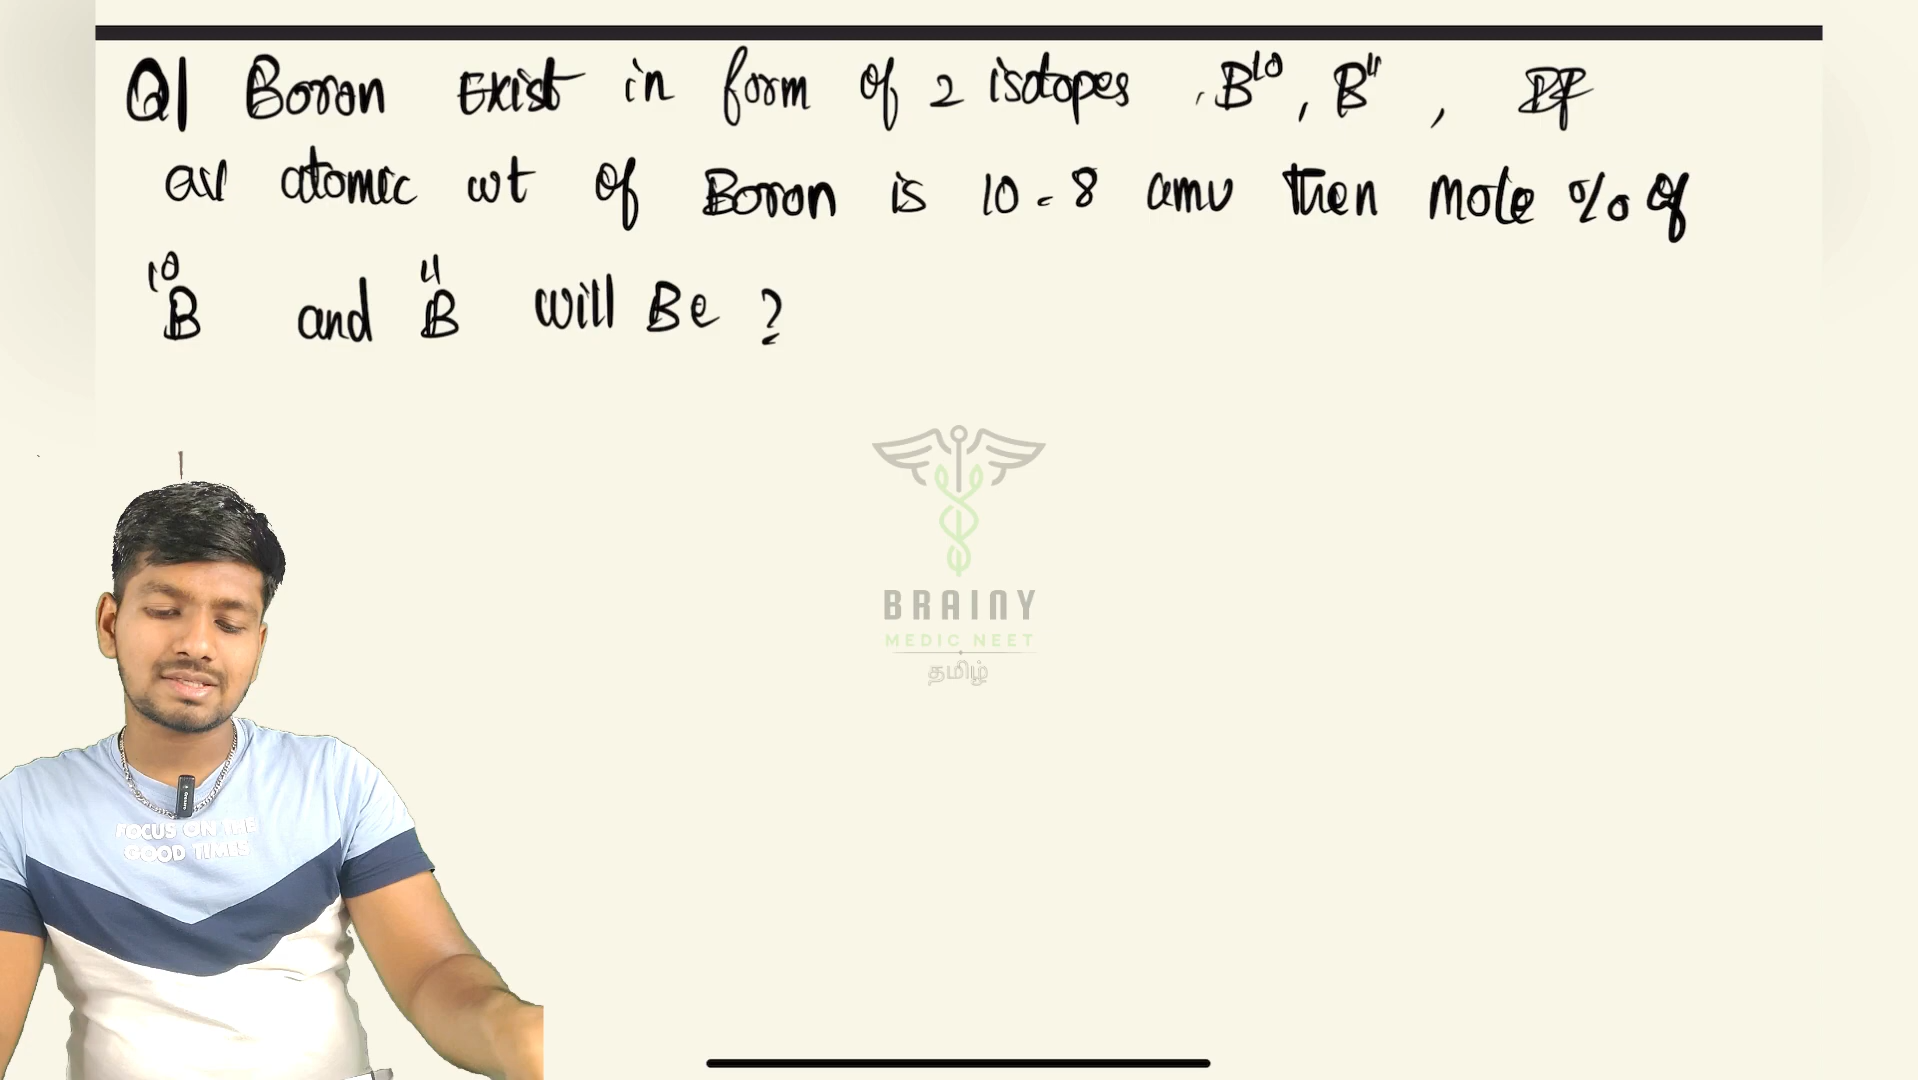 Q1 Boron Exist in form of 2 isotopes, B¹⁰, B¹¹, If
av atomic wt of Boron is 10.8 amu then mole % of
¹⁰B and ¹¹B will Be ?
BRAINY
MEDIC NEET
தமிழ்
FOCUS ON THE
GOOD TIMES